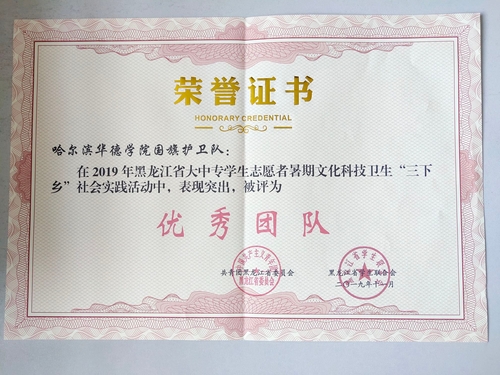 荣誉证书
HONORARY CREDENTIAL
哈尔滨华德学院国旗护卫队：
在2019年黑龙江省大中专学生志愿者暑期文化科技卫生“三下
乡”社会实践活动中，表现突出，被评为
优秀团队
共青团黑龙江省委员会 黑龙江省学生联合会
二〇一九年十一月